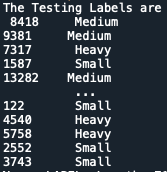 The Testing Labels are
8418 Medium
9381 Medium
7317 Heavy
1587 Small
13282 Medium
...
122 Small
4540 Heavy
5758 Heavy
2552 Small
3743 Small